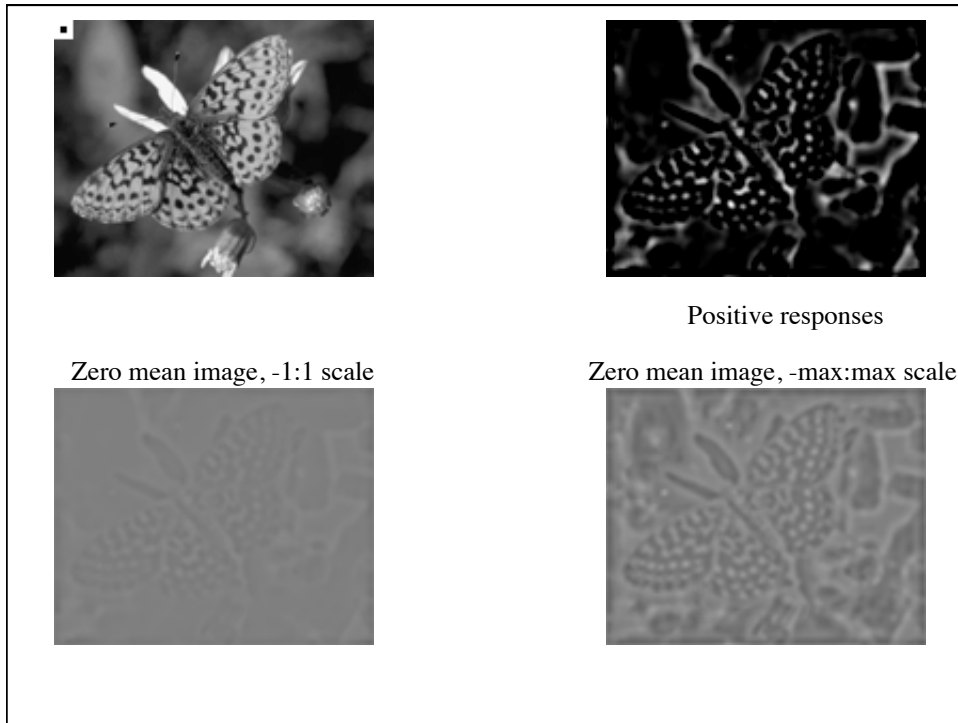 Positive responses
Zero mean image, -1:1 scale
Zero mean image, -max:max scale